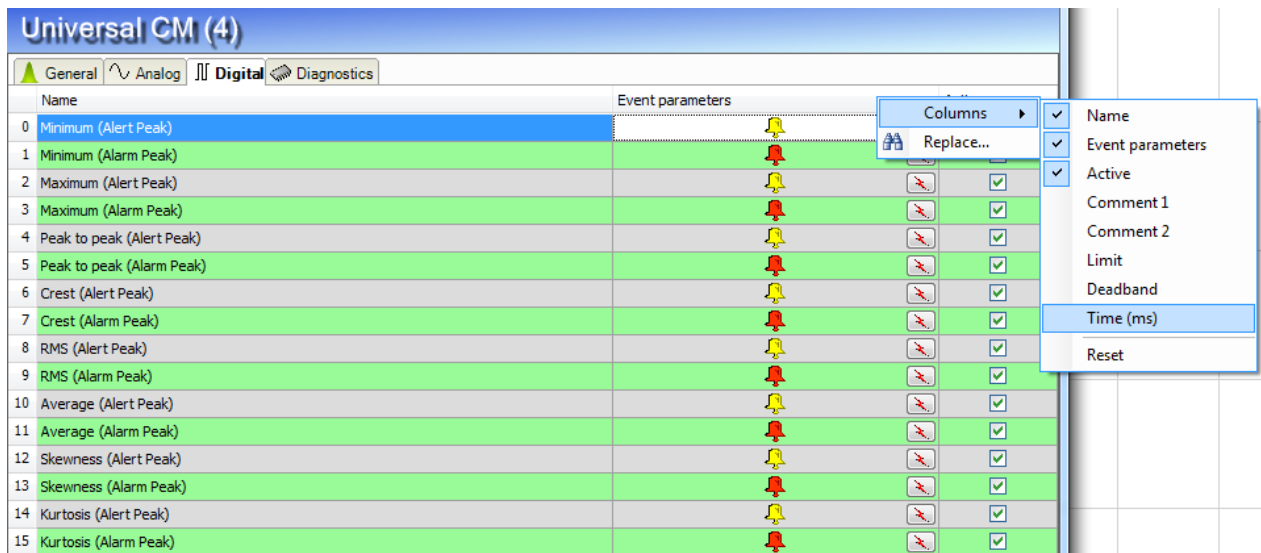 Universal CM (4)
General Analog Digital Diagnostics
Name Event parameters
0 Minimum (Alert Peak)
1 Minimum (Alarm Peak)
2 Maximum (Alert Peak)
3 Maximum (Alarm Peak)
4 Peak to peak (Alert Peak)
5 Peak to peak (Alarm Peak)
6 Crest (Alert Peak)
7 Crest (Alarm Peak)
8 RMS (Alert Peak)
9 RMS (Alarm Peak)
10 Average (Alert Peak)
11 Average (Alarm Peak)
12 Skewness (Alert Peak)
13 Skewness (Alarm Peak)
14 Kurtosis (Alert Peak)
15 Kurtosis (Alarm Peak)
Columns
Replace...
Name
Event parameters
Active
Comment 1
Comment 2
Limit
Deadband
Time (ms)
Reset